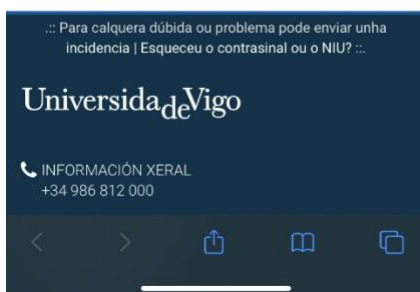 .:: Para calquera dúbida ou problema pode enviar unha
incidencia | Esqueceu o contrasinal ou o NIU? ::.
UniversidadeVigo
INFORMACIÓN XERAL
+34 986 812 000